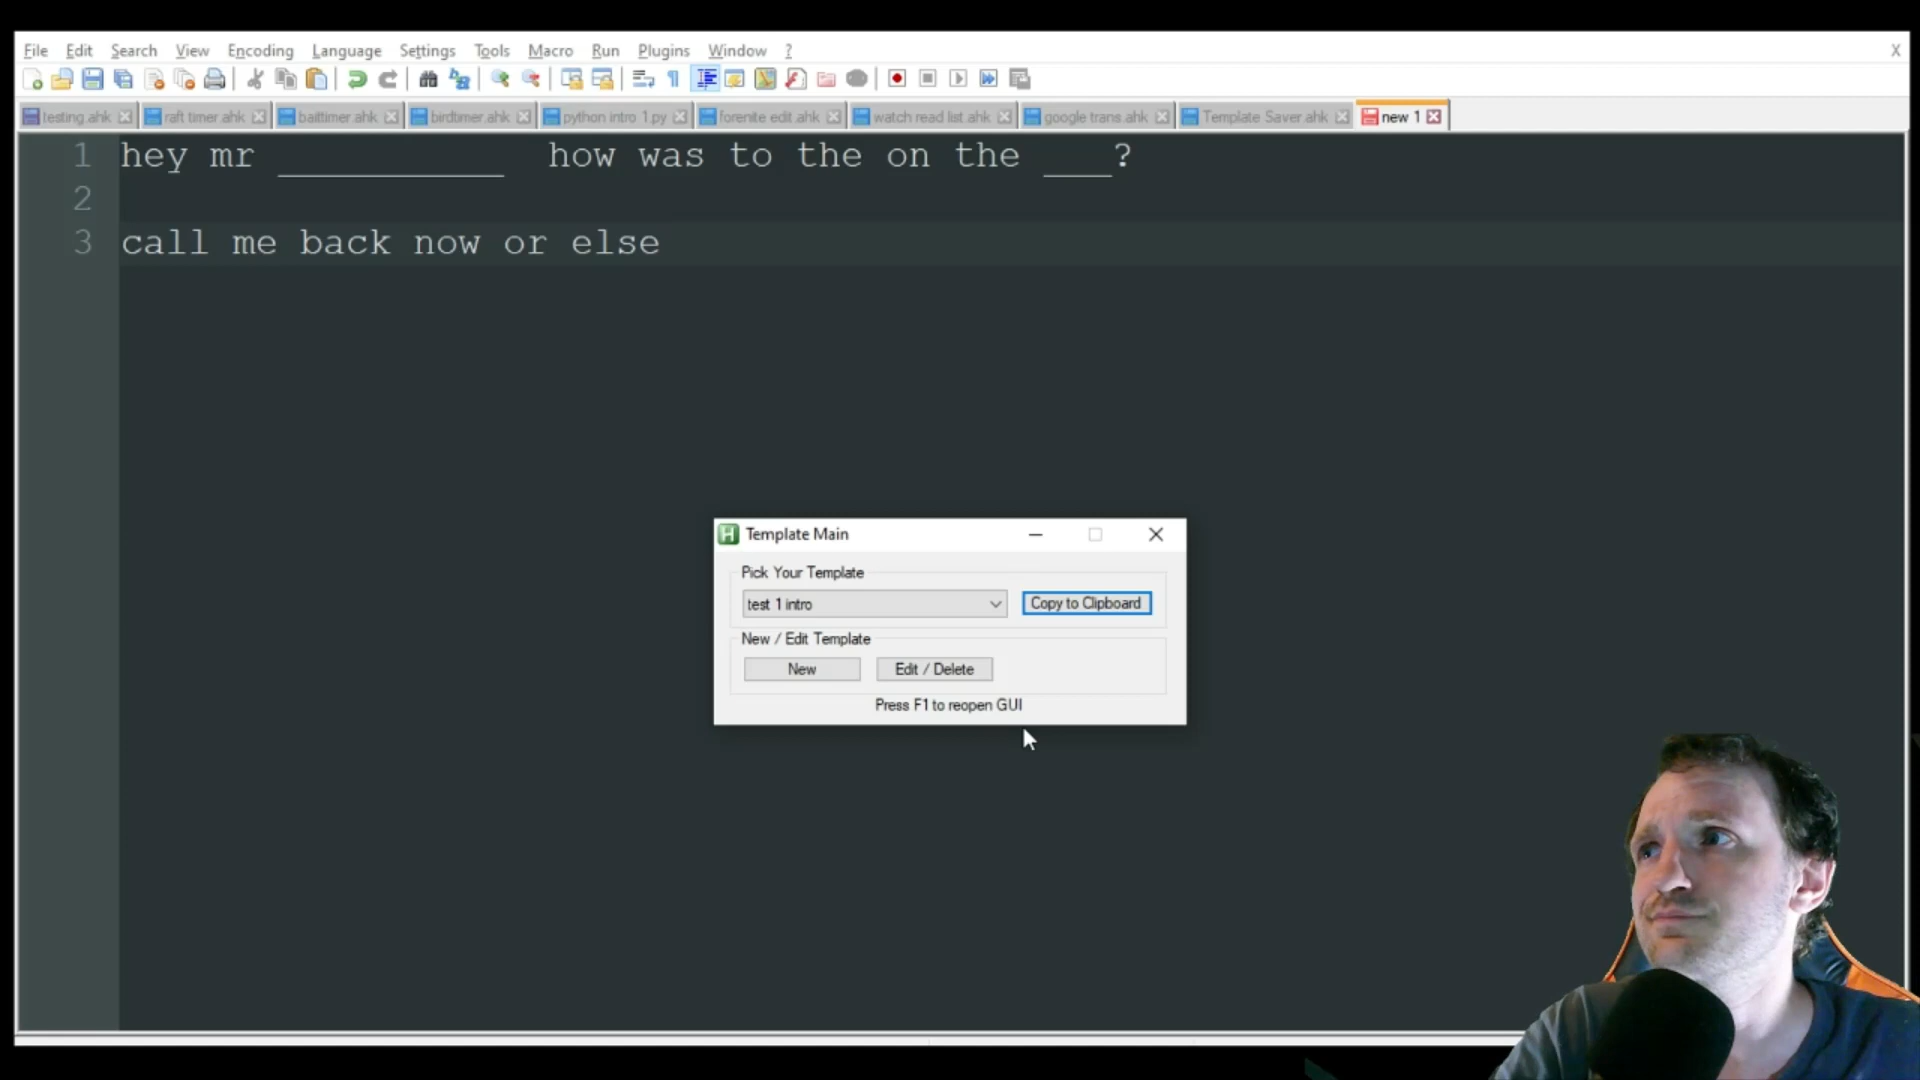 File Edit Search View Encoding Language Settings Tools Macro Run Plugins Window ? X
testing.ahk raft timer.ahk baittimer.ahk birdtimer.ahk python intro 1.py forenite edit.ahk watch read list.ahk google trans.ahk Template Saver.ahk new 1
1 hey mr __________ how was to the on the ___?
2
3 call me back now or else
Template Main
Pick Your Template
test 1 intro Copy to Clipboard
New / Edit Template
New Edit / Delete
Press F1 to reopen GUI